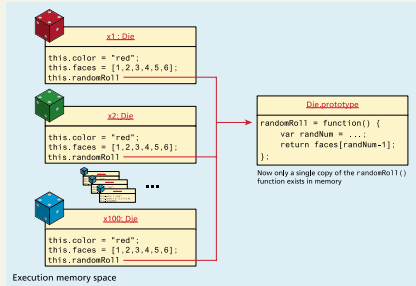 x1 : Die
this.color = "red";
this.faces = [1,2,3,4,5,6];
this.randomRoll
x2: Die
this.color = "red";
this.faces = [1,2,3,4,5,6];
this.randomRoll
...
x100: Die
this.color = "red";
this.faces = [1,2,3,4,5,6];
this.randomRoll
Execution memory space
Die.prototype
randomRoll = function() {
var randNum = ...;
return faces[randNum-1];
};
Now only a single copy of the randomRoll()
function exists in memory